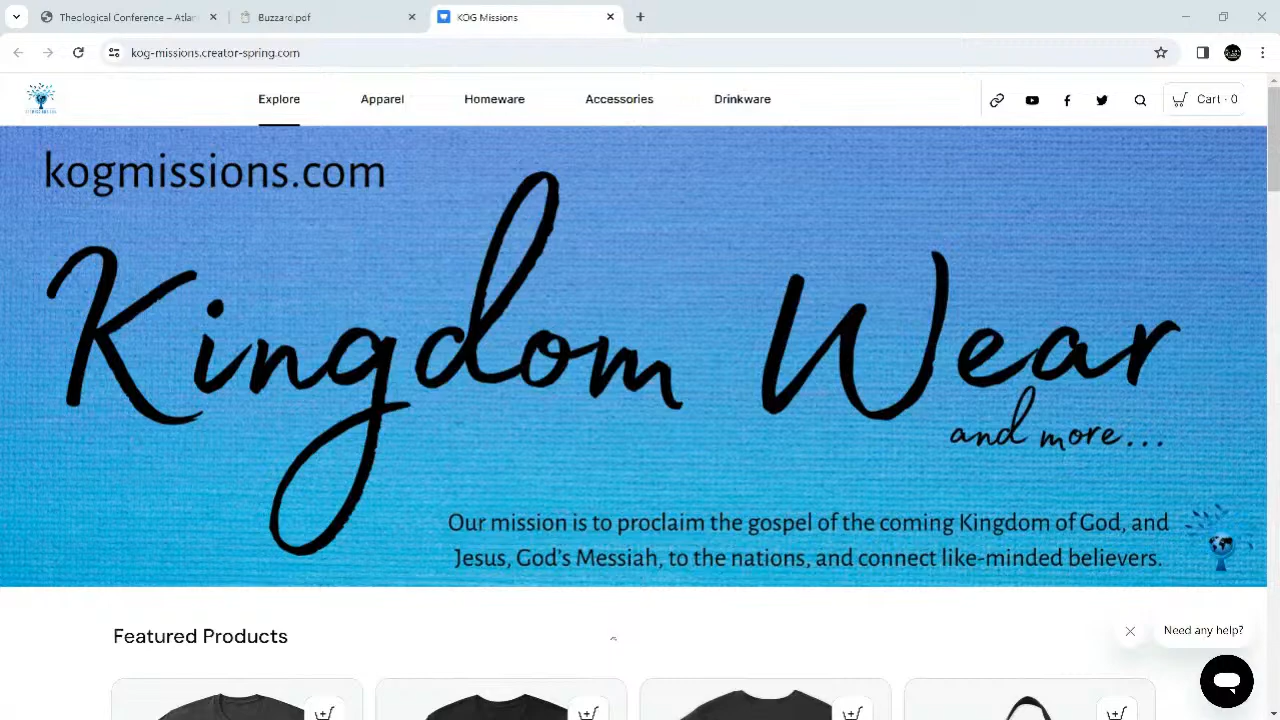 Theological Conference – Atlan
Buzzard.pdf
KOG Missions
kog-missions.creator-spring.com
Explore
Apparel
Homeware
Accessories
Drinkware
Cart · 0
kogmissions.com
Kingdom Wear
and more...
Our mission is to proclaim the gospel of the coming Kingdom of God, and
Jesus, God's Messiah, to the nations, and connect like-minded believers.
Featured Products
Need any help?